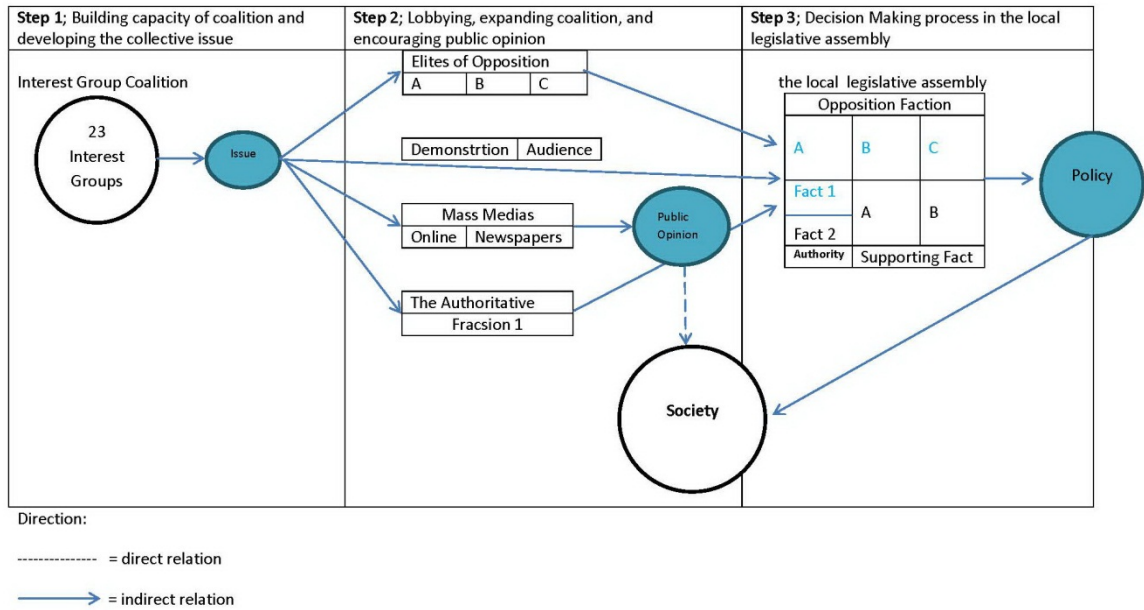 Step 1; Building capacity of coalition and
developing the collective issue
Step 2; Lobbying, expanding coalition, and
encouraging public opinion
Step 3; Decision Making process in the local
legislative assembly
Interest Group Coalition
23
Interest
Groups
Issue
Elites of Opposition
A B C
Demonstrtion Audience
Mass Medias
Online Newspapers
The Authoritative
Fracsion 1
Public
Opinion
Society
the local legislative assembly
Opposition Faction
A B C
Fact 1
A B
Fact 2
Authority Supporting Fact
Policy
Direction:
= direct relation
= indirect relation